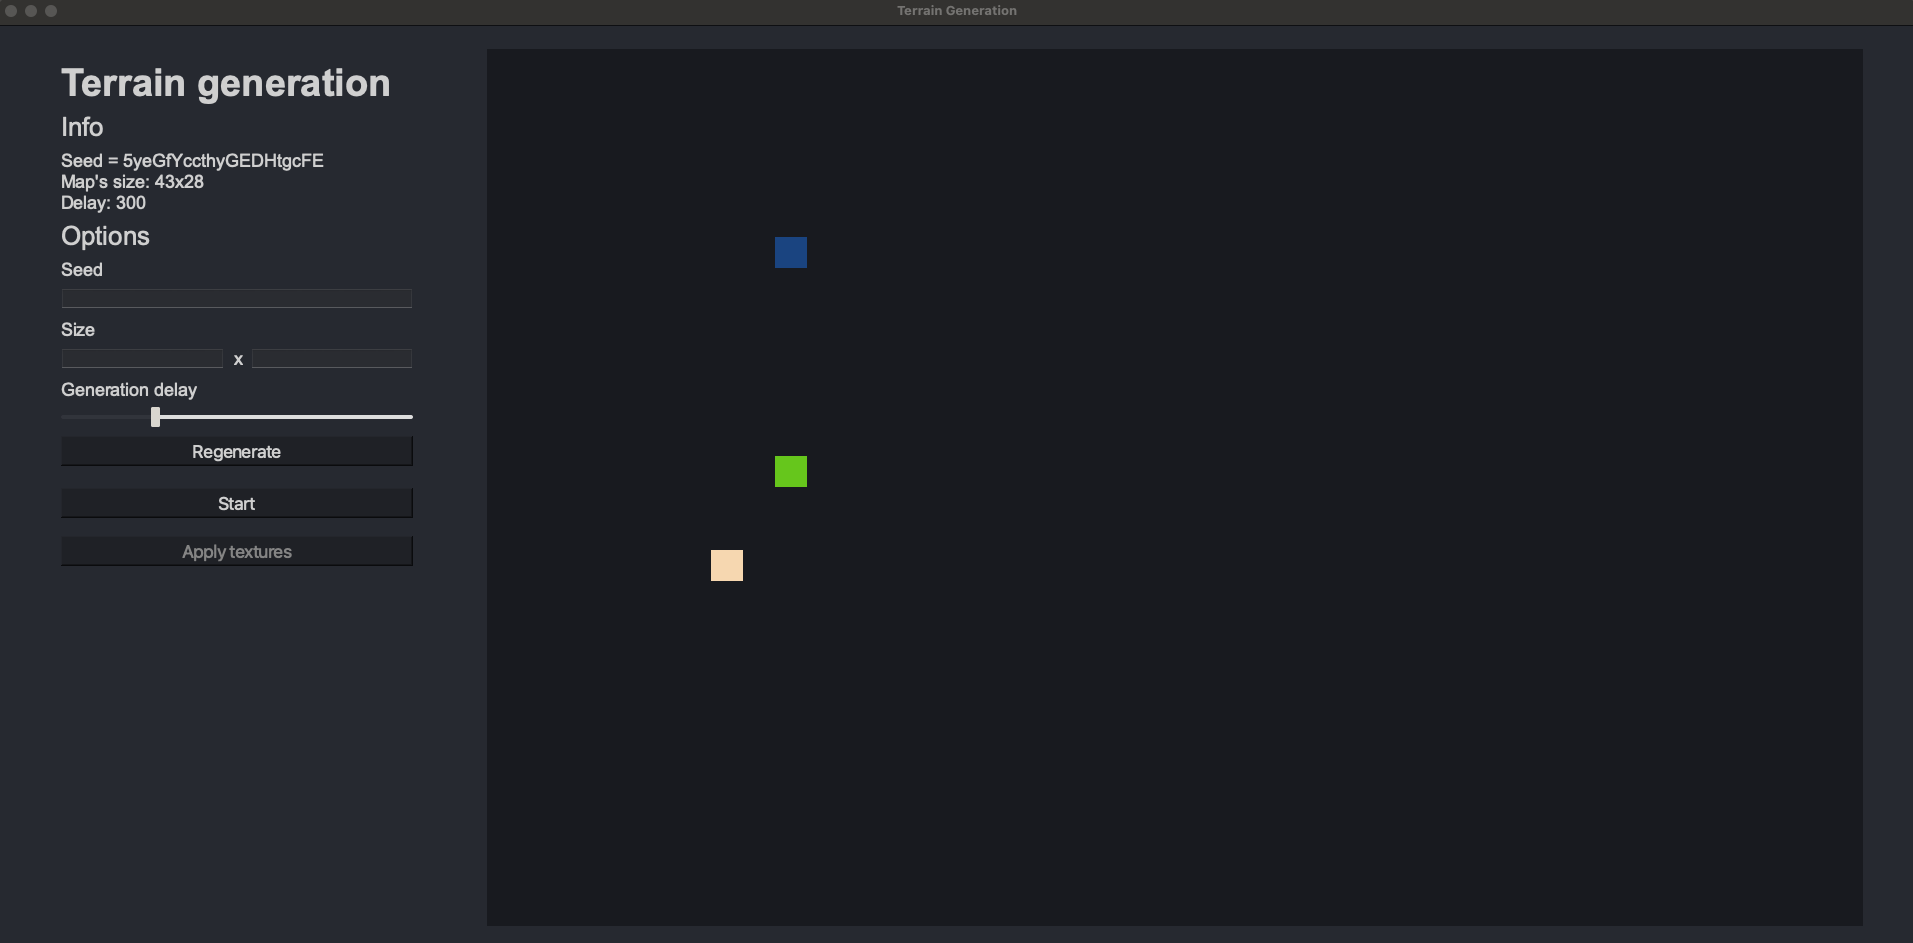 Terrain Generation
Terrain generation
Info
Seed = 5yeGfYccthyGEDHtgcFE
Map's size: 43x28
Delay: 300
Options
Seed
Size
x
Generation delay
Regenerate
Start
Apply textures